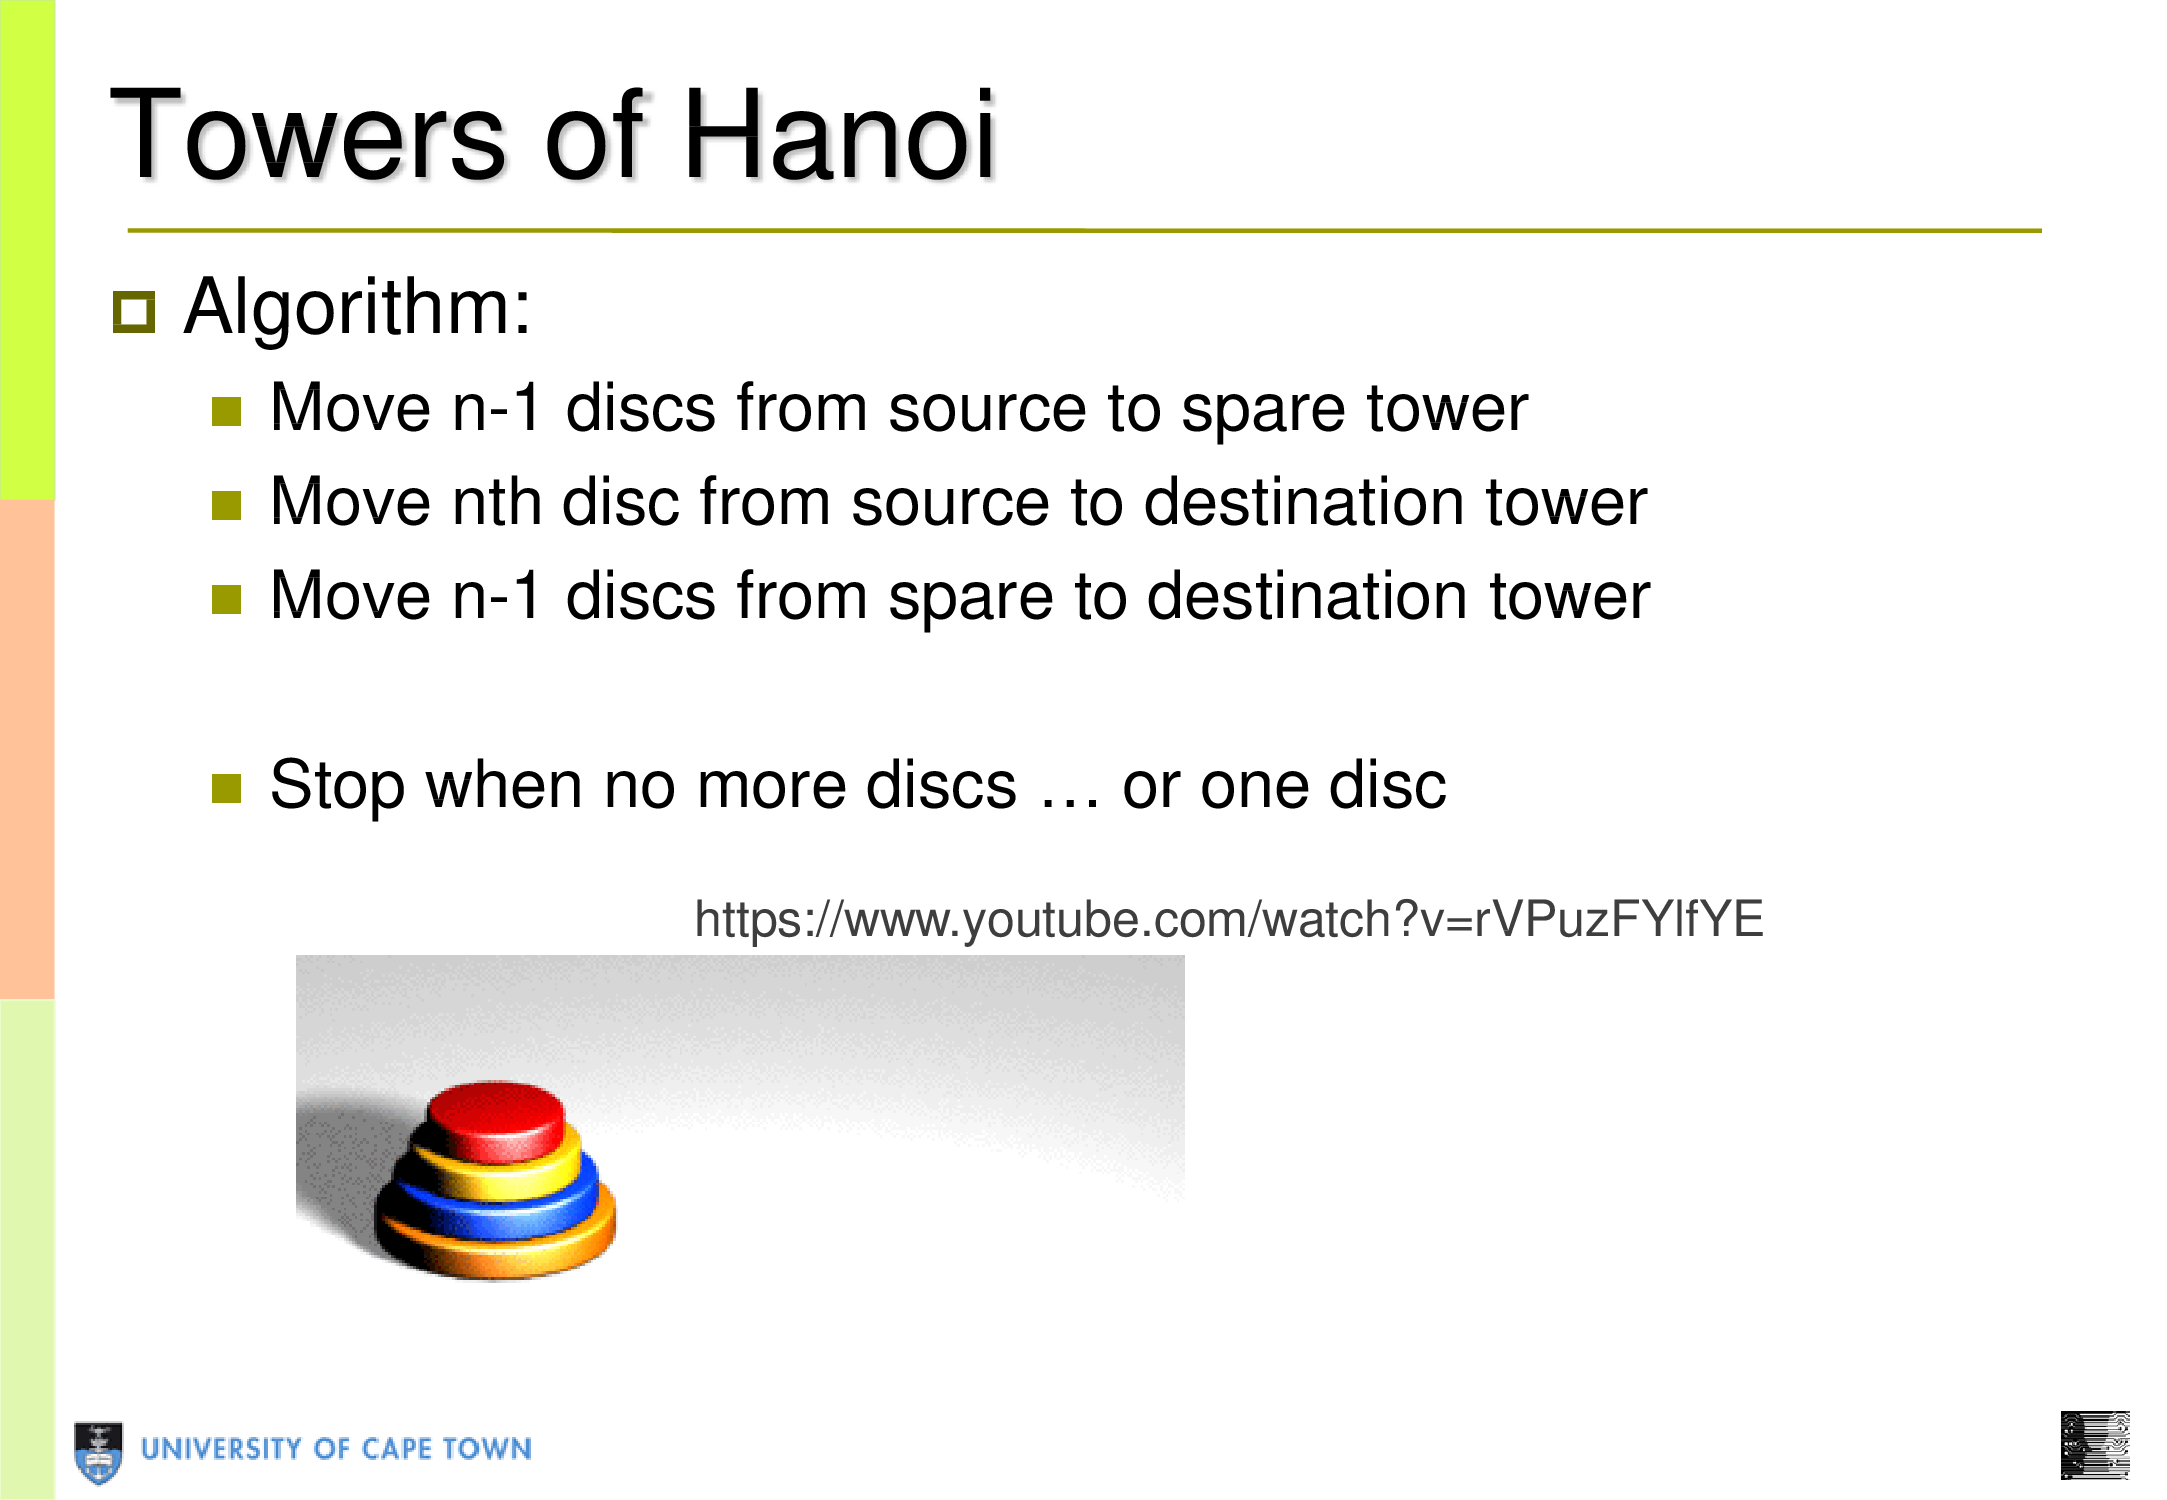 Towers of Hanoi
Algorithm:
Move n-1 discs from source to spare tower
Move nth disc from source to destination tower
Move n-1 discs from spare to destination tower
Stop when no more discs … or one disc
https://www.youtube.com/watch?v=rVPuzFYlfYE
UNIVERSITY OF CAPE TOWN